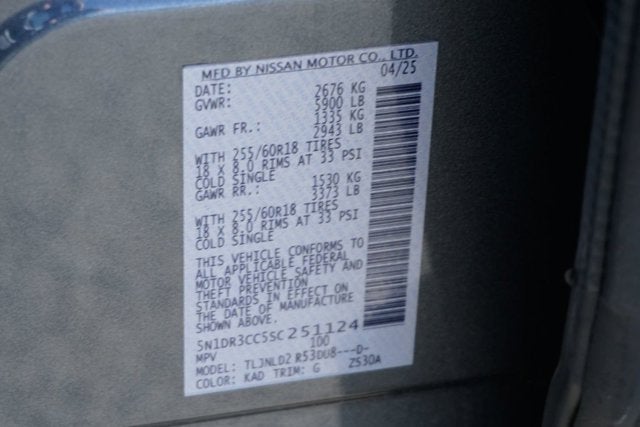 MFD BY NISSAN MOTOR CO., LTD.
DATE: 04/25
GVWR: 2676 KG
5900 LB
GAWR FR.: 1335 KG
2943 LB
WITH 255/60R18 TIRES
18 X 8.0 RIMS AT 33 PSI
COLD SINGLE
GAWR RR.: 1530 KG
3373 LB
WITH 255/60R18 TIRES
18 X 8.0 RIMS AT 33 PSI
COLD SINGLE
THIS VEHICLE CONFORMS TO
ALL APPLICABLE FEDERAL
MOTOR VEHICLE SAFETY AND
THEFT PREVENTION
STANDARDS IN EFFECT ON
THE DATE OF MANUFACTURE
SHOWN ABOVE.
5N1DR3CC5SC251124
MPV 100
MODEL: TLJNLD2 R53DU8---D-
COLOR: KAD TRIM: G Z530A